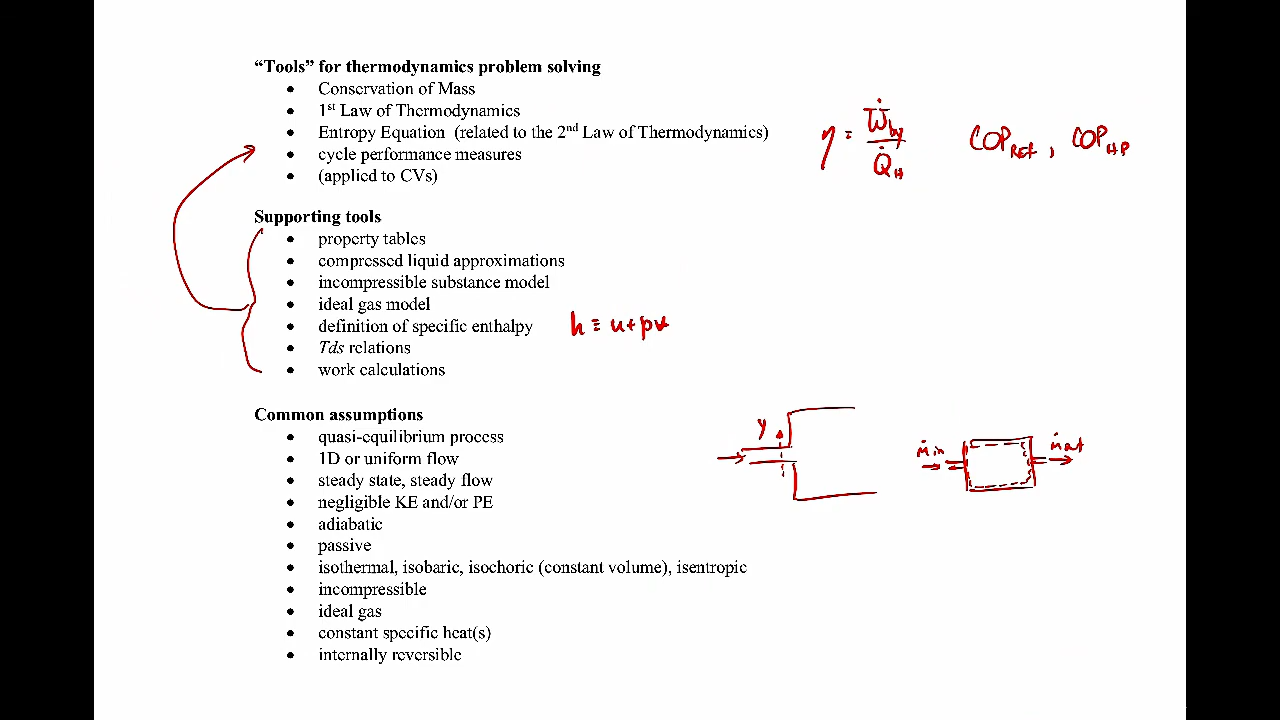 “Tools” for thermodynamics problem solving
• Conservation of Mass
• 1st Law of Thermodynamics
• Entropy Equation (related to the 2nd Law of Thermodynamics)
• cycle performance measures
• (applied to CVs)
η = Ẇby / Q̇H
COPRef, COPHP
Supporting tools
• property tables
• compressed liquid approximations
• incompressible substance model
• ideal gas model
• definition of specific enthalpy h ≡ u + pv
• Tds relations
• work calculations
Common assumptions
• quasi-equilibrium process
• 1D or uniform flow
• steady state, steady flow
• negligible KE and/or PE
• adiabatic
• passive
• isothermal, isobaric, isochoric (constant volume), isentropic
• incompressible
• ideal gas
• constant specific heat(s)
• internally reversible
y
ṁin
ṁout